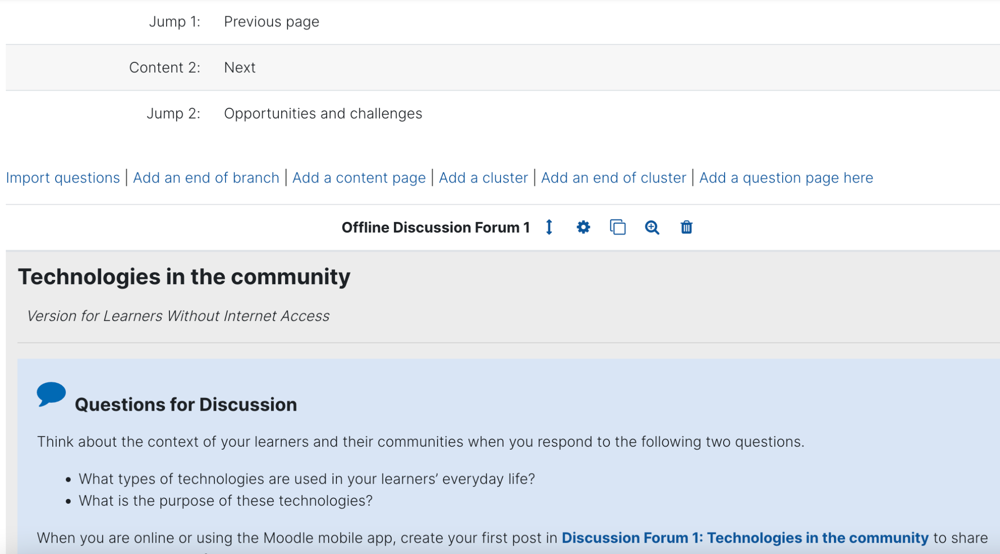 Jump 1: Previous page
Content 2: Next
Jump 2: Opportunities and challenges
Import questions | Add an end of branch | Add a content page | Add a cluster | Add an end of cluster | Add a question page here
Offline Discussion Forum 1
Technologies in the community
Version for Learners Without Internet Access
Questions for Discussion
Think about the context of your learners and their communities when you respond to the following two questions.
• What types of technologies are used in your learners’ everyday life?
• What is the purpose of these technologies?
When you are online or using the Moodle mobile app, create your first post in Discussion Forum 1: Technologies in the community to share